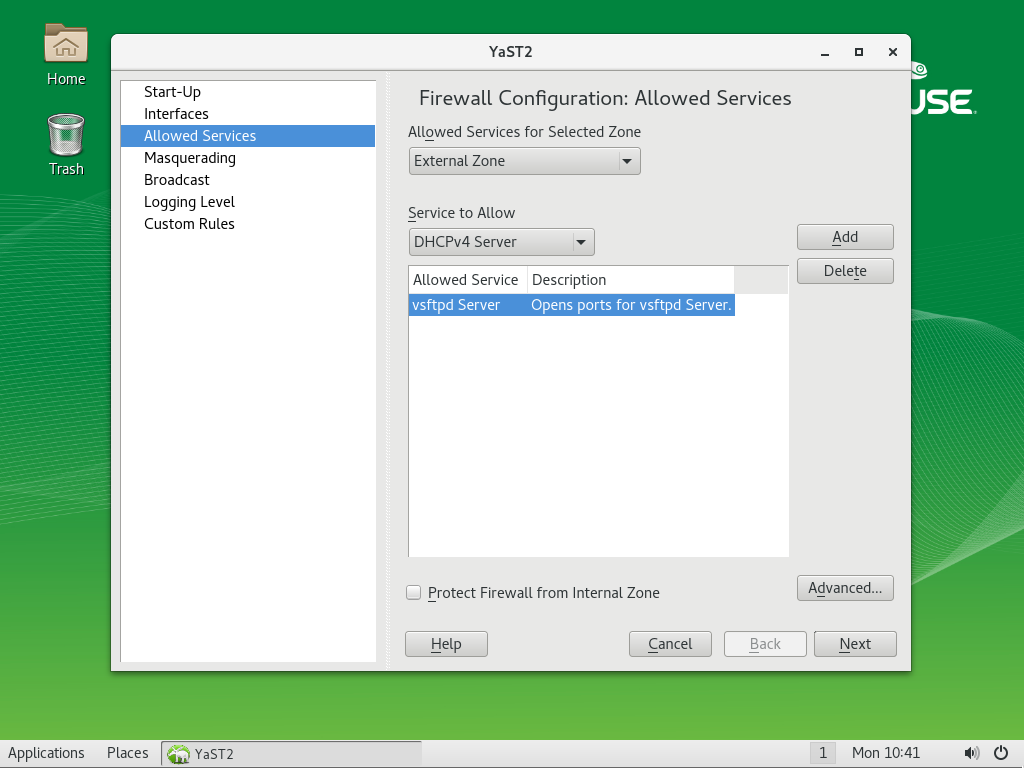 Home
Trash
USE
YaST2
Start-Up
Interfaces
Allowed Services
Masquerading
Broadcast
Logging Level
Custom Rules
Firewall Configuration: Allowed Services
Allowed Services for Selected Zone
External Zone
Service to Allow
DHCPv4 Server
Add
Delete
Allowed Service Description
vsftpd Server Opens ports for vsftpd Server.
Protect Firewall from Internal Zone
Advanced...
Help Cancel Back Next
Applications Places YaST2 1 Mon 10:41